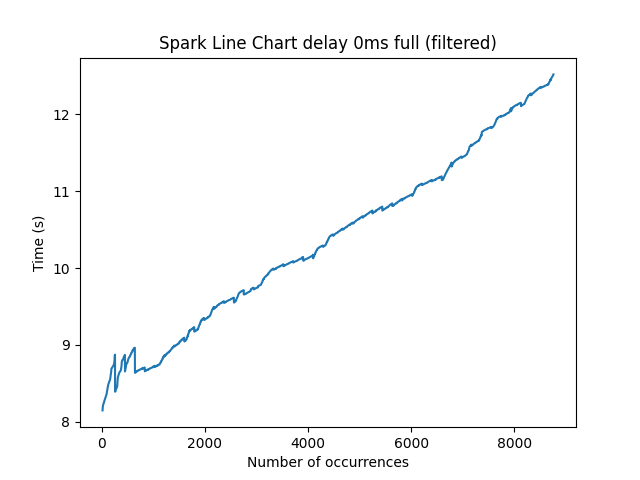 Spark Line Chart delay 0ms full (filtered)
12
11
10
9
8
Time (s)
0 2000 4000 6000 8000
Number of occurrences